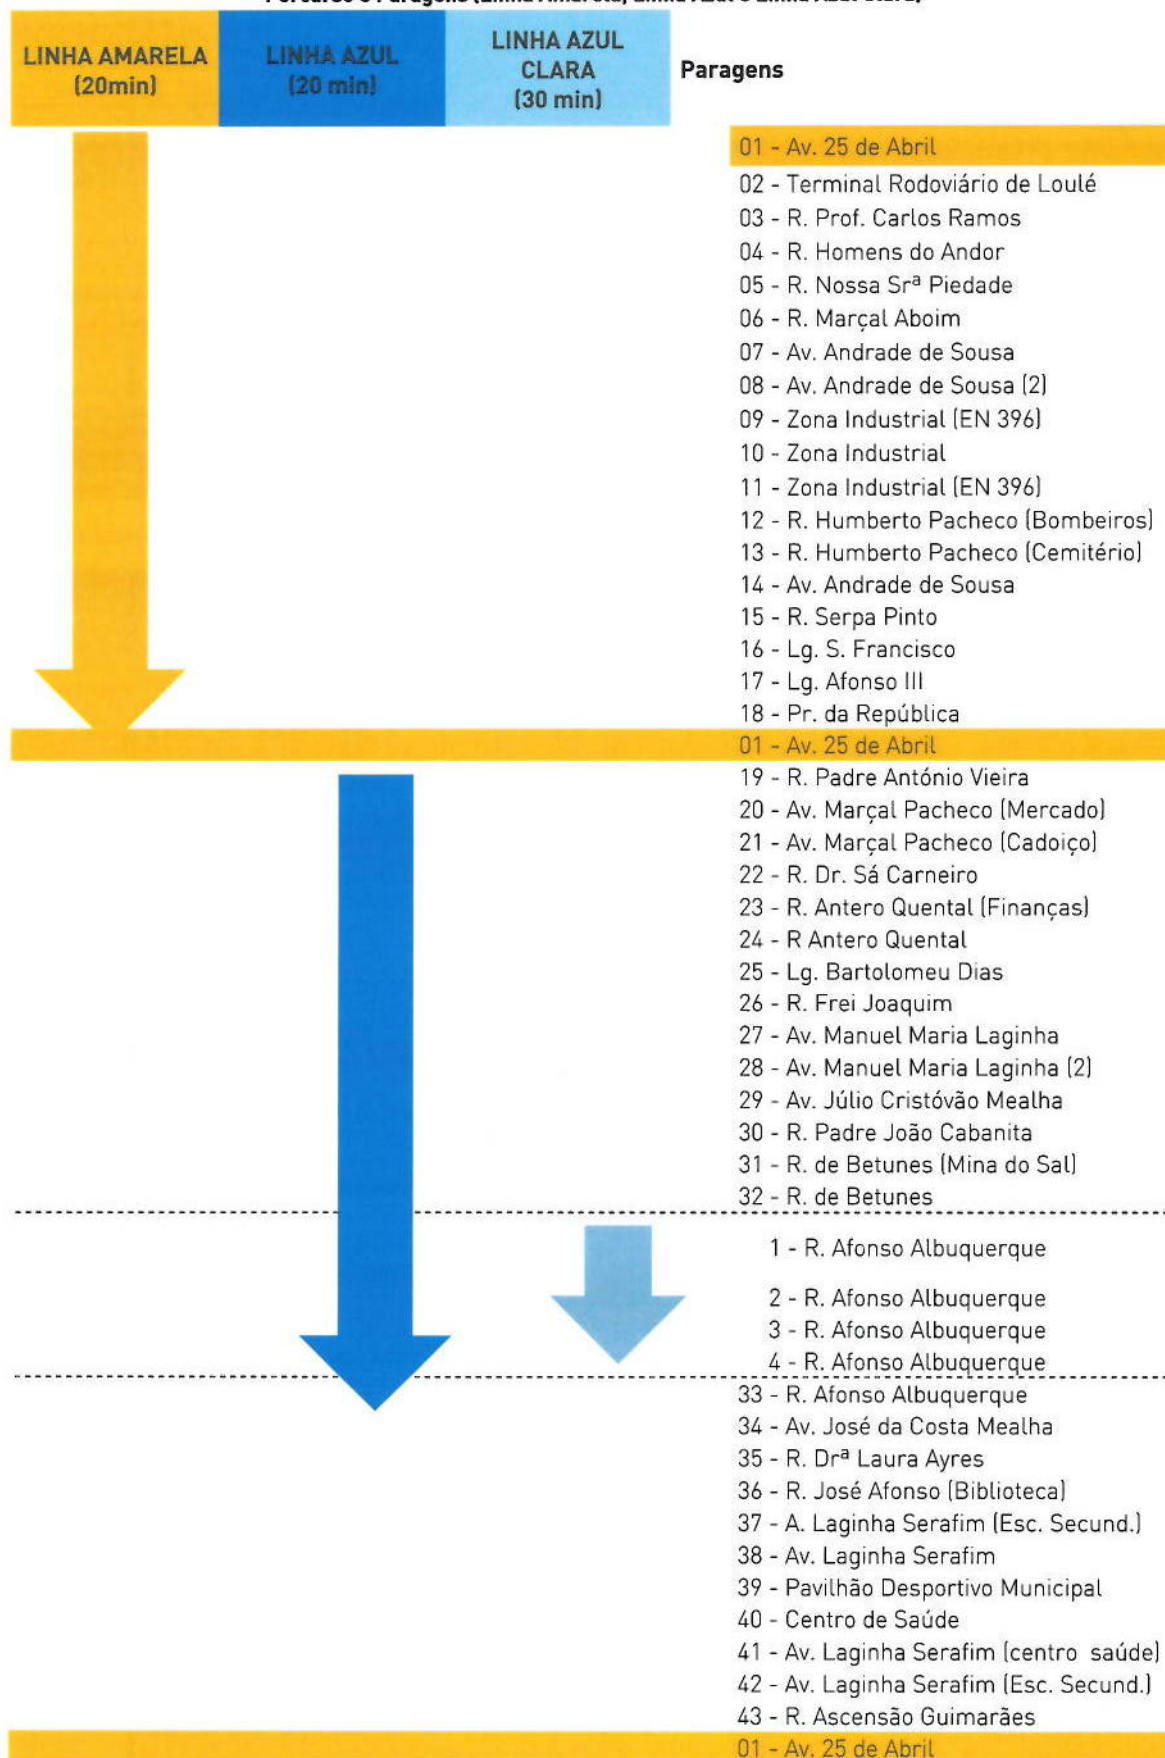 Percurso e Paragens (Linha Amarela, Linha Azul e Linha Azul Clara)
LINHA AMARELA
(20min)
LINHA AZUL
(20 min)
LINHA AZUL
CLARA
(30 min)
Paragens
01 - Av. 25 de Abril
02 - Terminal Rodoviário de Loulé
03 - R. Prof. Carlos Ramos
04 - R. Homens do Andor
05 - R. Nossa Srª Piedade
06 - R. Marçal Aboim
07 - Av. Andrade de Sousa
08 - Av. Andrade de Sousa (2)
09 - Zona Industrial (EN 396)
10 - Zona Industrial
11 - Zona Industrial (EN 396)
12 - R. Humberto Pacheco (Bombeiros)
13 - R. Humberto Pacheco (Cemitério)
14 - Av. Andrade de Sousa
15 - R. Serpa Pinto
16 - Lg. S. Francisco
17 - Lg. Afonso III
18 - Pr. da República
01 - Av. 25 de Abril
19 - R. Padre António Vieira
20 - Av. Marçal Pacheco (Mercado)
21 - Av. Marçal Pacheco (Cadoiço)
22 - R. Dr. Sá Carneiro
23 - R. Antero Quental (Finanças)
24 - R Antero Quental
25 - Lg. Bartolomeu Dias
26 - R. Frei Joaquim
27 - Av. Manuel Maria Laginha
28 - Av. Manuel Maria Laginha (2)
29 - Av. Júlio Cristóvão Mealha
30 - R. Padre João Cabanita
31 - R. de Betunes (Mina do Sal)
32 - R. de Betunes
1 - R. Afonso Albuquerque
2 - R. Afonso Albuquerque
3 - R. Afonso Albuquerque
4 - R. Afonso Albuquerque
33 - R. Afonso Albuquerque
34 - Av. José da Costa Mealha
35 - R. Drª Laura Ayres
36 - R. José Afonso (Biblioteca)
37 - A. Laginha Serafim (Esc. Secund.)
38 - Av. Laginha Serafim
39 - Pavilhão Desportivo Municipal
40 - Centro de Saúde
41 - Av. Laginha Serafim (centro saúde)
42 - Av. Laginha Serafim (Esc. Secund.)
43 - R. Ascensão Guimarães
01 - Av. 25 de Abril